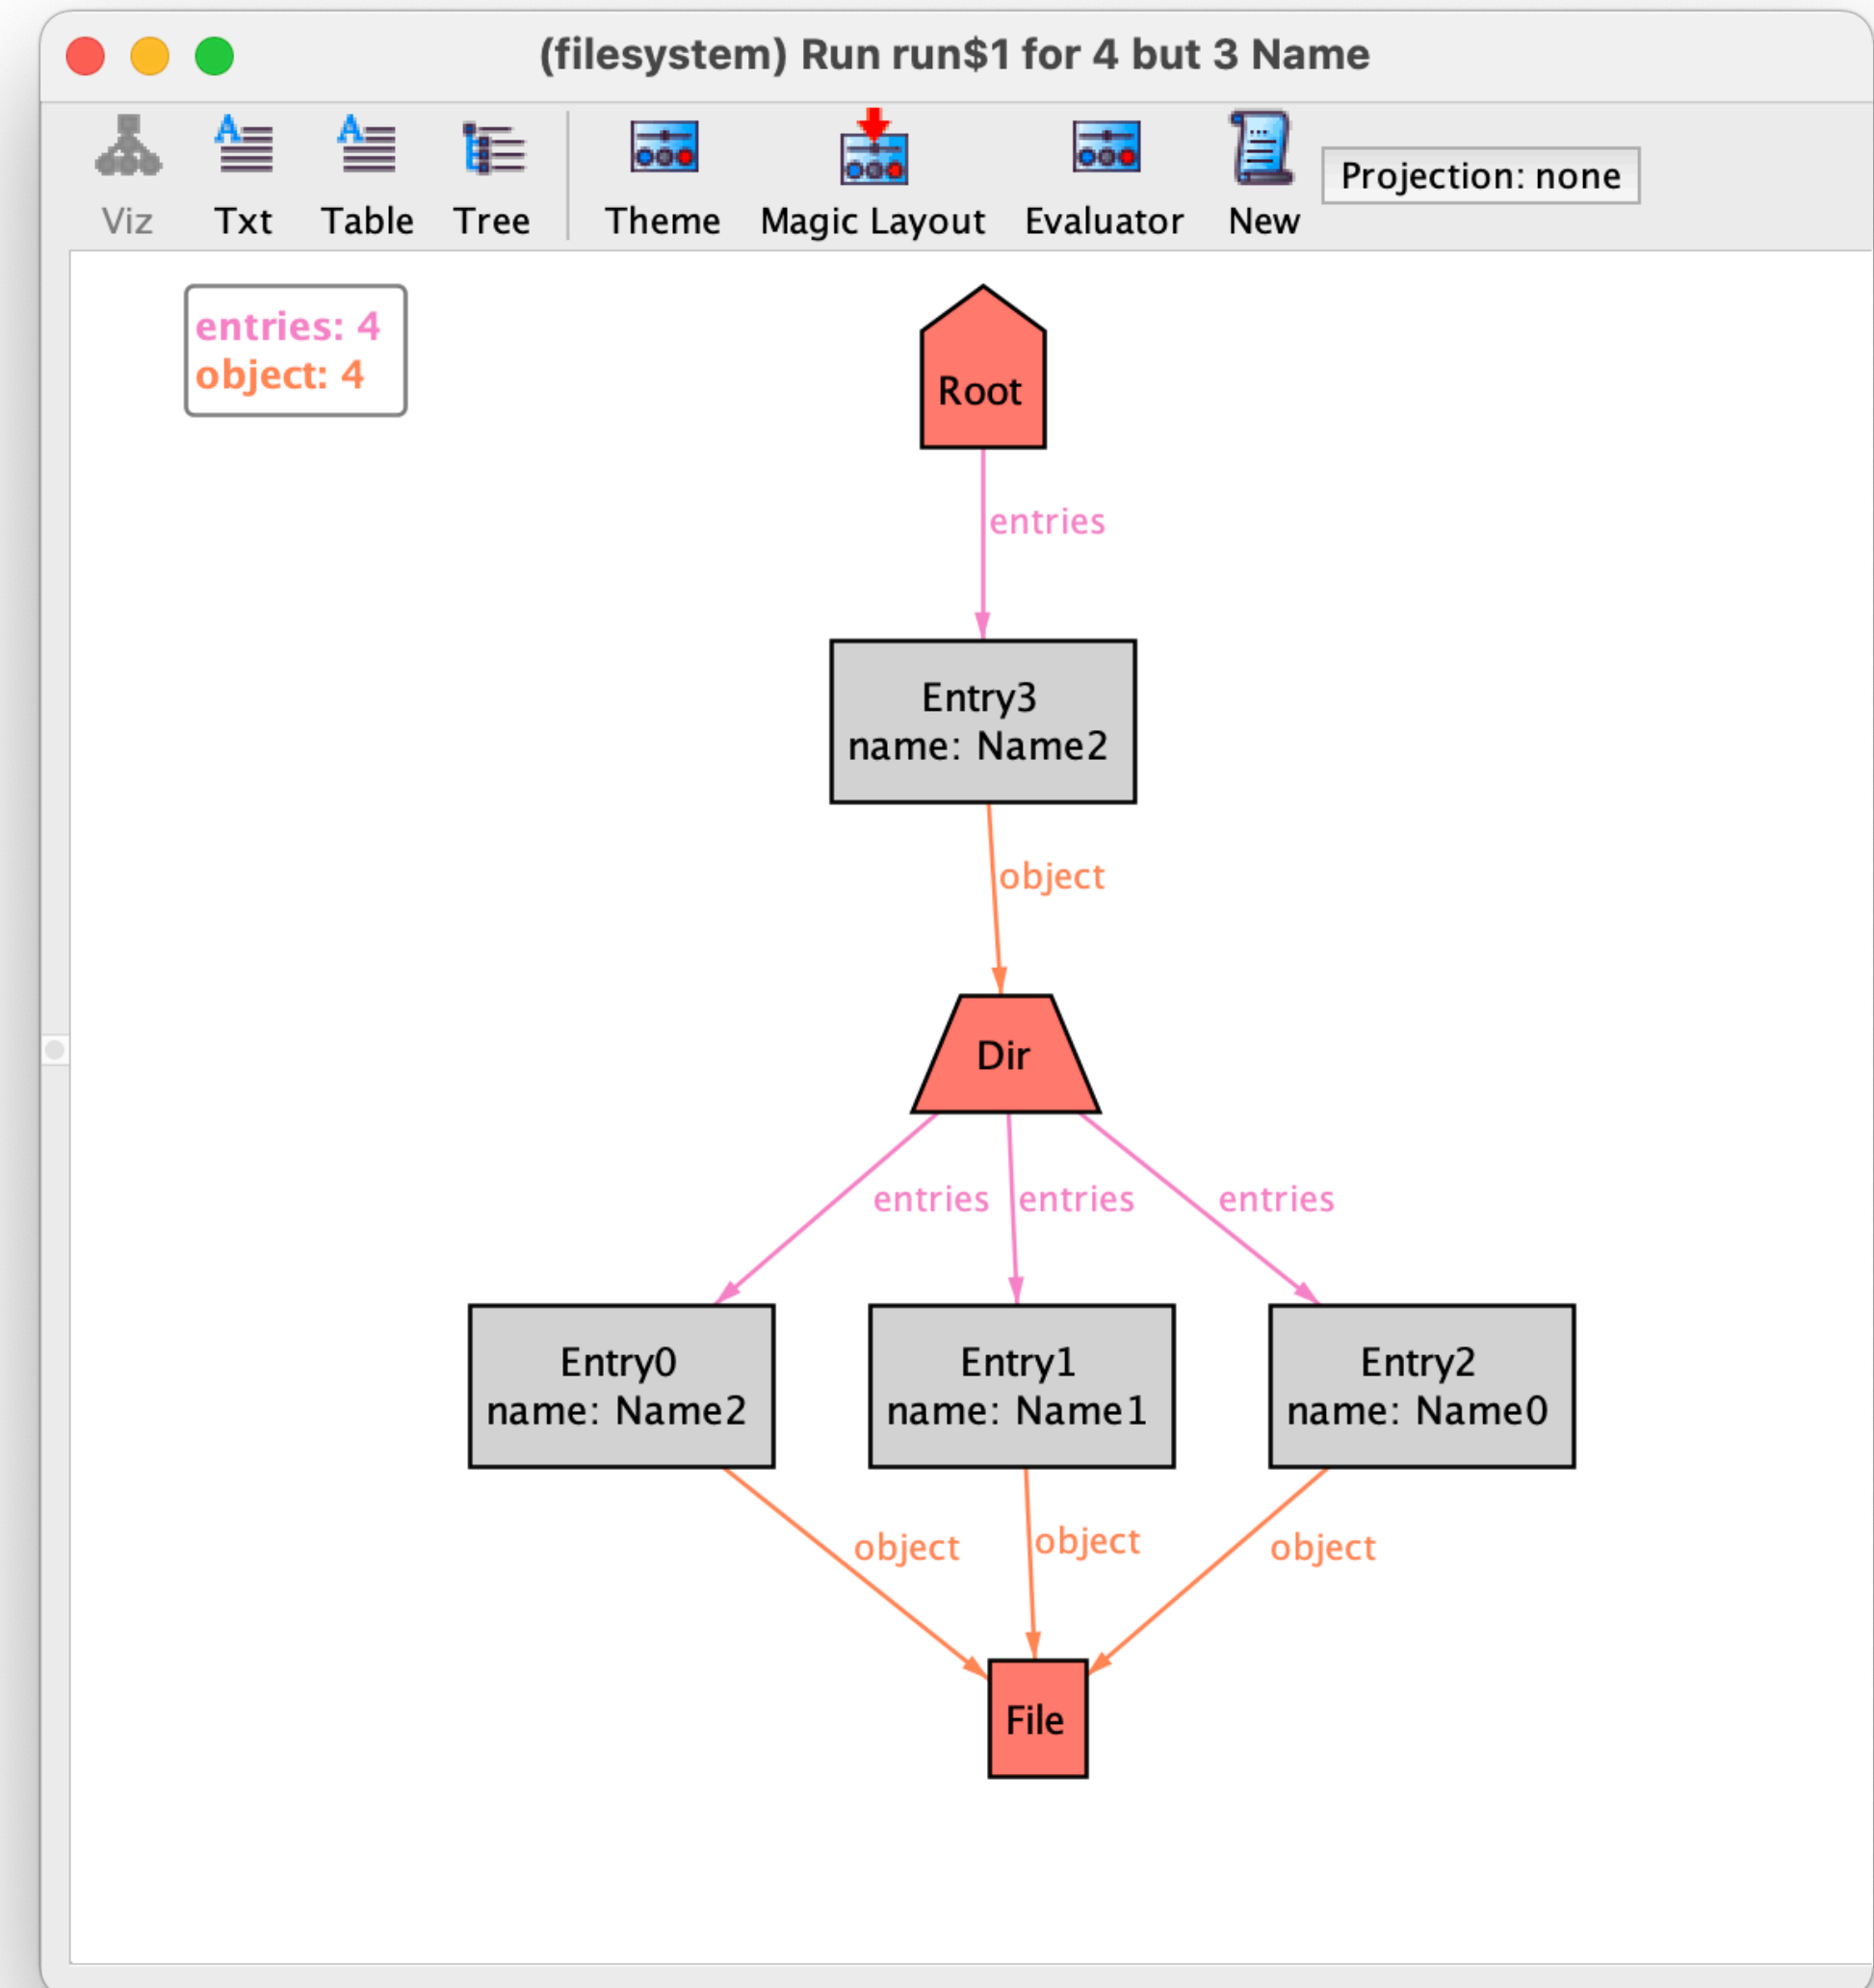 (filesystem) Run run$1 for 4 but 3 Name
Viz Txt Table Tree Theme Magic Layout Evaluator New Projection: none
entries: 4
object: 4
Root
entries
Entry3
name: Name2
object
Dir
entries entries entries
Entry0
name: Name2
Entry1
name: Name1
Entry2
name: Name0
object object object
File